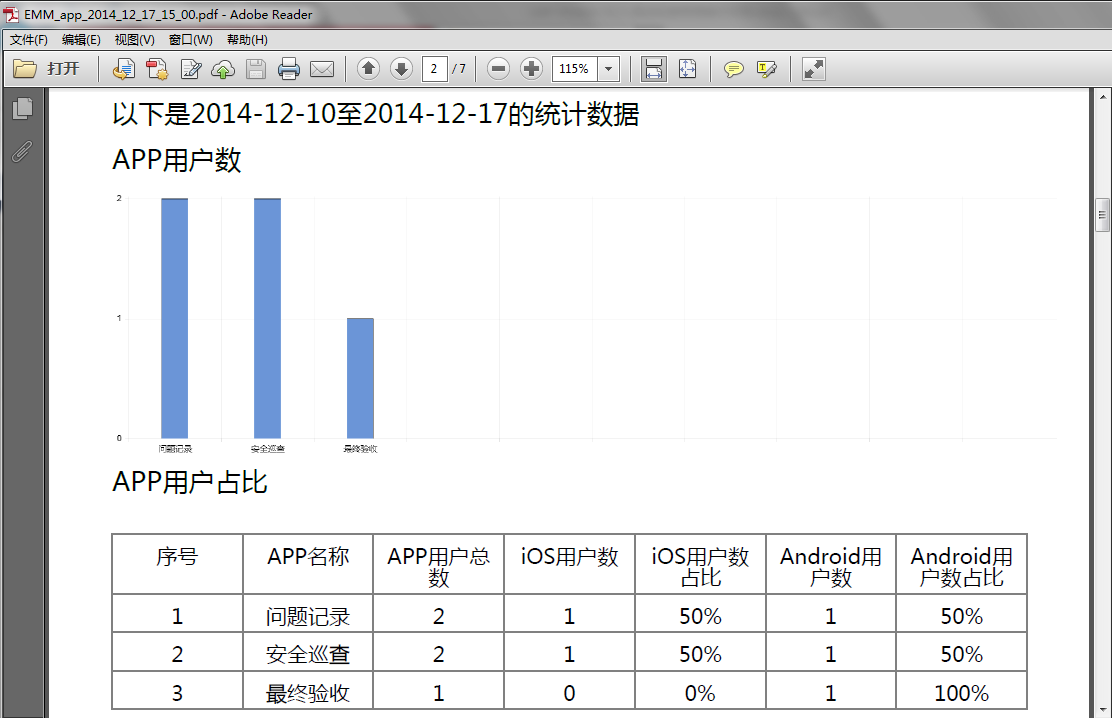 EMM_app_2014_12_17_15_00.pdf - Adobe Reader
文件(F) 编辑(E) 视图(V) 窗口(W) 帮助(H)
打开 2 / 7 115%
以下是2014-12-10至2014-12-17的统计数据
APP用户数
2
1
0
问题记录 安全巡查 最终验收
APP用户占比
序号 APP名称 APP用户总数 iOS用户数 iOS用户数占比 Android用户数 Android用户数占比
1 问题记录 2 1 50% 1 50%
2 安全巡查 2 1 50% 1 50%
3 最终验收 1 0 0% 1 100%